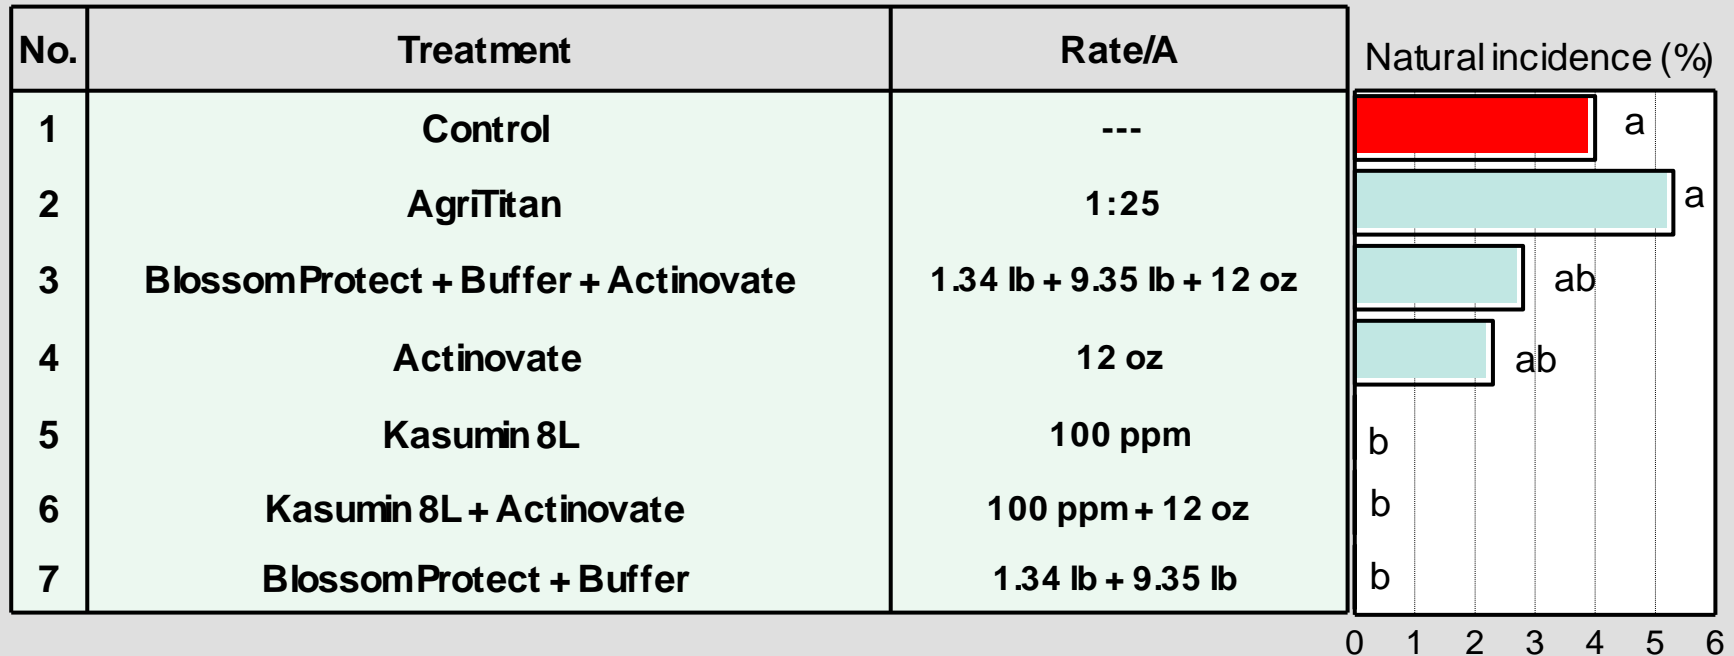 No. Treatment Rate/A Natural incidence (%)
1 Control --- a
2 AgriTitan 1:25 a
3 BlossomProtect + Buffer + Actinovate 1.34 lb + 9.35 lb + 12 oz ab
4 Actinovate 12 oz ab
5 Kasumin 8L 100 ppm b
6 Kasumin 8L + Actinovate 100 ppm + 12 oz b
7 BlossomProtect + Buffer 1.34 lb + 9.35 lb b
0 1 2 3 4 5 6